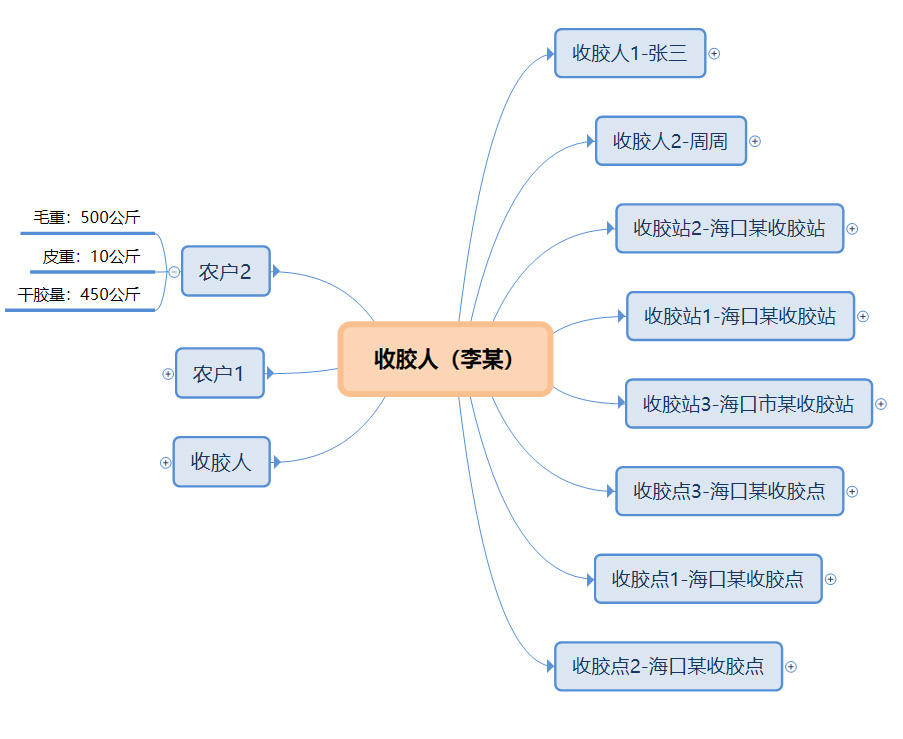 收胶人1-张三
收胶人2-周周
收胶站2-海口某收胶站
收胶站1-海口某收胶站
收胶站3-海口市某收胶站
收胶点3-海口某收胶点
收胶点1-海口某收胶点
收胶点2-海口某收胶点
收胶人（李某）
农户2
毛重：500公斤
皮重：10公斤
干胶量：450公斤
农户1
收胶人